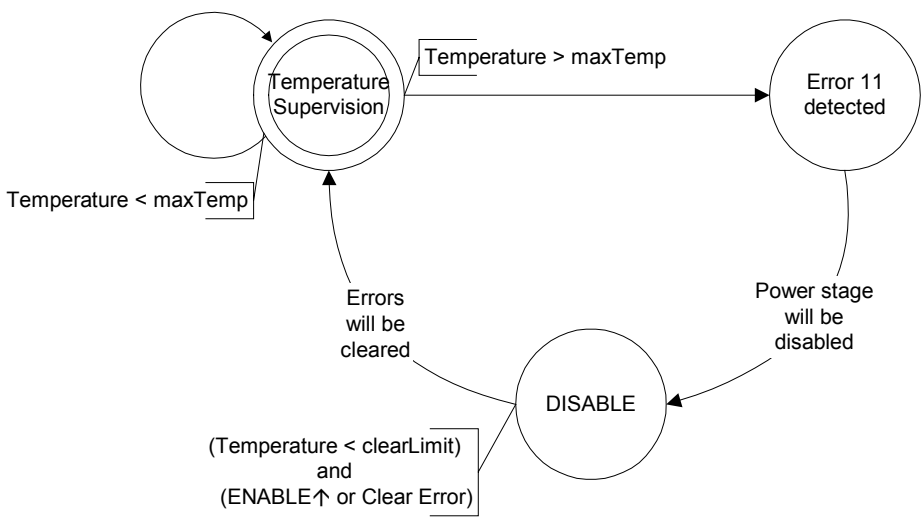 Temperature > maxTemp
Temperature
Supervision
Error 11
detected
Temperature < maxTemp
Errors
will be
cleared
Power stage
will be
disabled
DISABLE
(Temperature < clearLimit)
and
(ENABLE↑ or Clear Error)